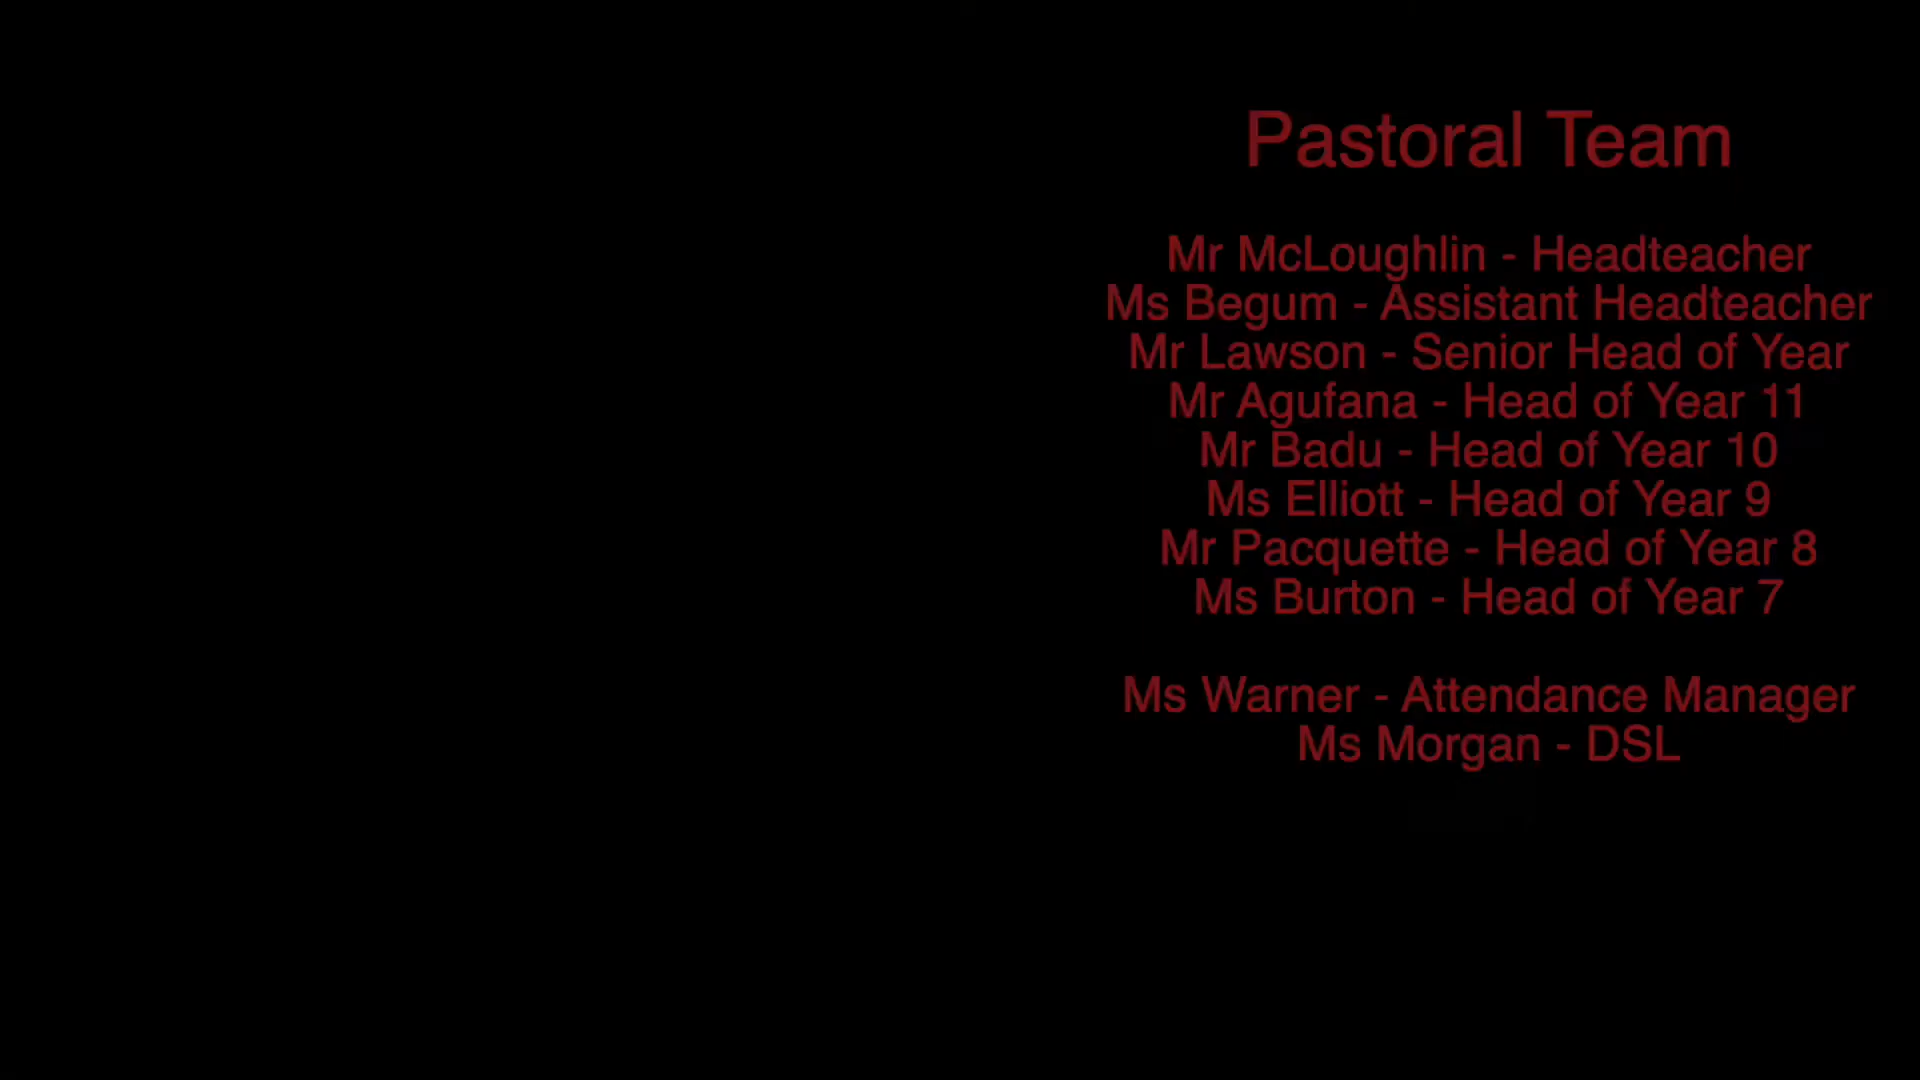 Pastoral Team
Mr McLoughlin - Headteacher
Ms Begum - Assistant Headteacher
Mr Lawson - Senior Head of Year
Mr Agufana - Head of Year 11
Mr Badu - Head of Year 10
Ms Elliott - Head of Year 9
Mr Pacquette - Head of Year 8
Ms Burton - Head of Year 7
Ms Warner - Attendance Manager
Ms Morgan - DSL